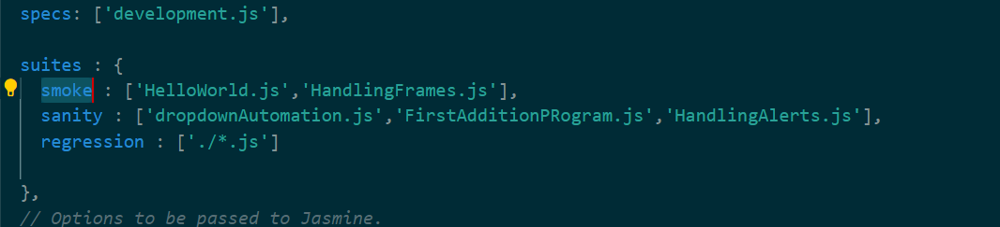 specs: ['development.js'],
suites : {
smoke : ['HelloWorld.js','HandlingFrames.js'],
sanity : ['dropdownAutomation.js','FirstAdditionPRogram.js','HandlingAlerts.js'],
regression : ['./*.js']
},
// Options to be passed to Jasmine.